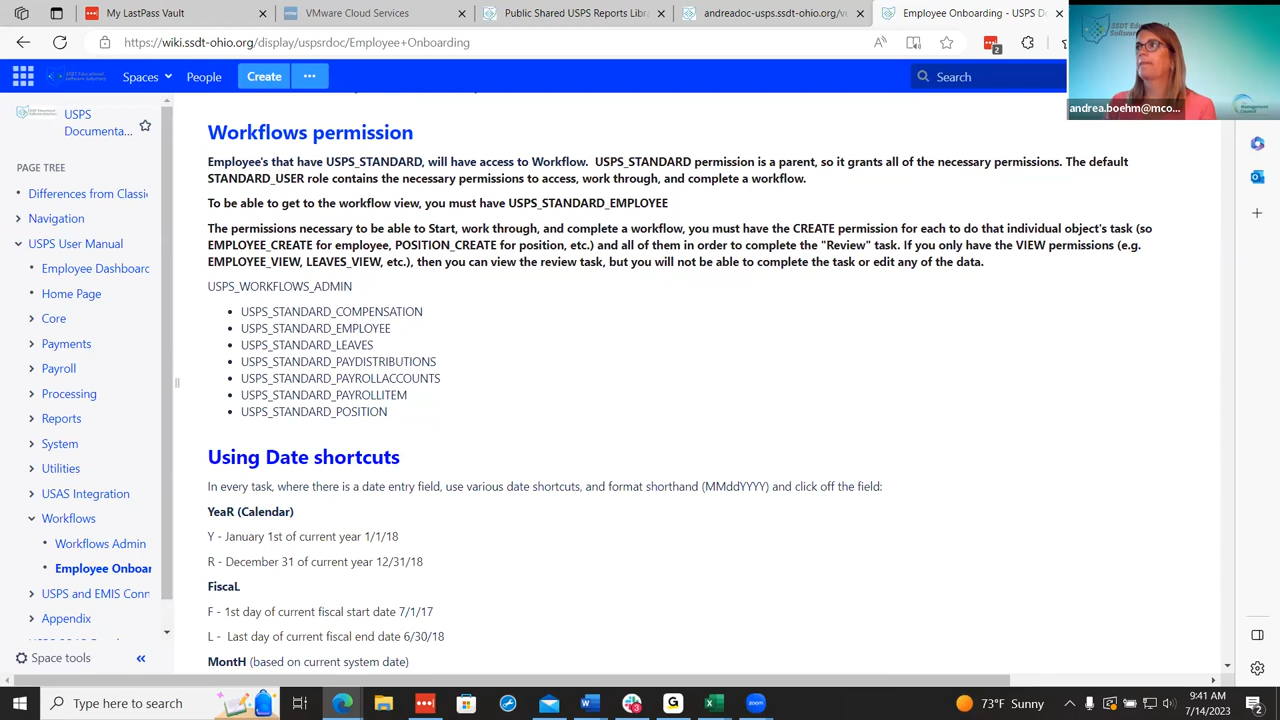 My LastPass Vault
VMware Cloud Services
Public Shared USPS Reports Libra
andreadoc-usps.ssdt-ohio.org/vu
Employee Onboarding - USPS Do
https://wiki.ssdt-ohio.org/display/uspsrdoc/Employee+Onboarding
2
SSDT Educational
Software Solutions
Spaces
People
Create
Search
andrea.boehm@mco...
Management
Council
USPS
Documenta...
PAGE TREE
Differences from Classi
Navigation
USPS User Manual
Employee Dashboard
Home Page
Core
Payments
Payroll
Processing
Reports
System
Utilities
USAS Integration
Workflows
Workflows Admin
Employee Onboar
USPS and EMIS Conn
Appendix
Space tools
Workflows permission
Employee's that have USPS_STANDARD, will have access to Workflow. USPS_STANDARD permission is a parent, so it grants all of the necessary permissions. The default
STANDARD_USER role contains the necessary permissions to access, work through, and complete a workflow.
To be able to get to the workflow view, you must have USPS_STANDARD_EMPLOYEE
The permissions necessary to be able to Start, work through, and complete a workflow, you must have the CREATE permission for each to do that individual object's task (so
EMPLOYEE_CREATE for employee, POSITION_CREATE for position, etc.) and all of them in order to complete the "Review" task. If you only have the VIEW permissions (e.g.
EMPLOYEE_VIEW, LEAVES_VIEW, etc.), then you can view the review task, but you will not be able to complete the task or edit any of the data.
USPS_WORKFLOWS_ADMIN
• USPS_STANDARD_COMPENSATION
• USPS_STANDARD_EMPLOYEE
• USPS_STANDARD_LEAVES
• USPS_STANDARD_PAYDISTRIBUTIONS
• USPS_STANDARD_PAYROLLACCOUNTS
• USPS_STANDARD_PAYROLLITEM
• USPS_STANDARD_POSITION
Using Date shortcuts
In every task, where there is a date entry field, use various date shortcuts, and format shorthand (MMddYYYY) and click off the field:
YeaR (Calendar)
Y - January 1st of current year 1/1/18
R - December 31 of current year 12/31/18
FiscaL
F - 1st day of current fiscal start date 7/1/17
L - Last day of current fiscal end date 6/30/18
MontH (based on current system date)
Type here to search
73°F Sunny
9:41 AM
7/14/2023
2